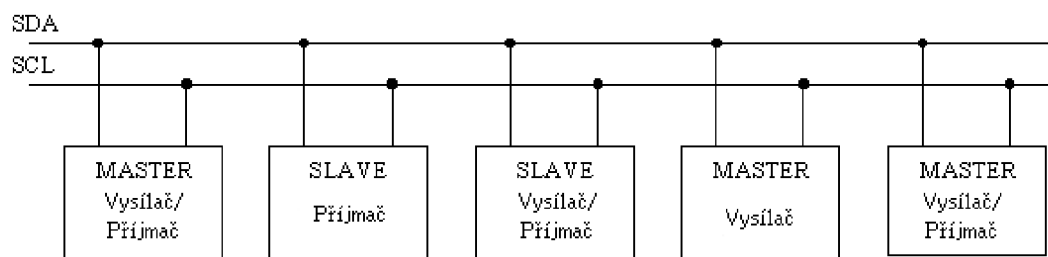 SDA
SCL
MASTER
Vysílač/
Příjmač
SLAVE
Příjmač
SLAVE
Vysílač/
Příjmač
MASTER
Vysílač
MASTER
Vysílač/
Příjmač